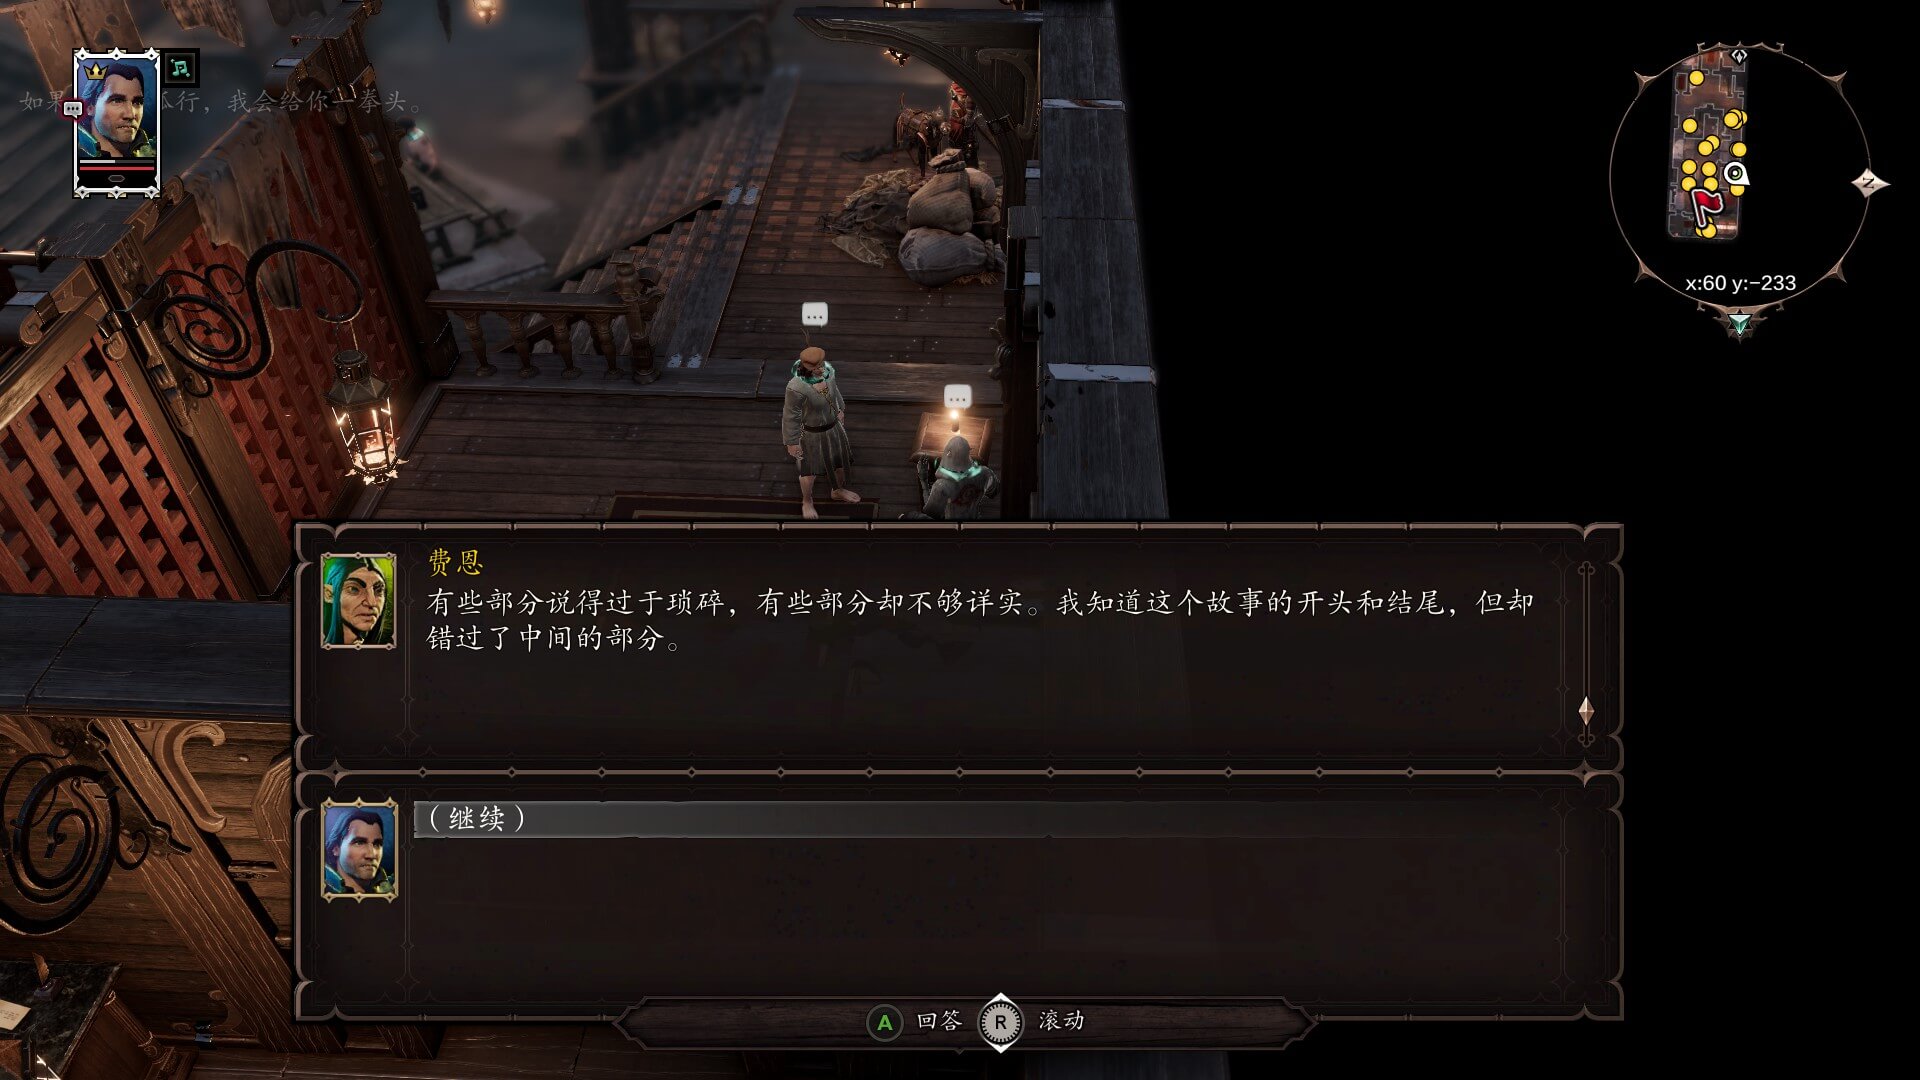 如果
瓜行，我会给你一拳头。
N
x:60 y:-233
费恩
有些部分说得过于琐碎，有些部分却不够详实。我知道这个故事的开头和结尾，但却
错过了中间的部分。
（继续）
A 回答 R 滚动